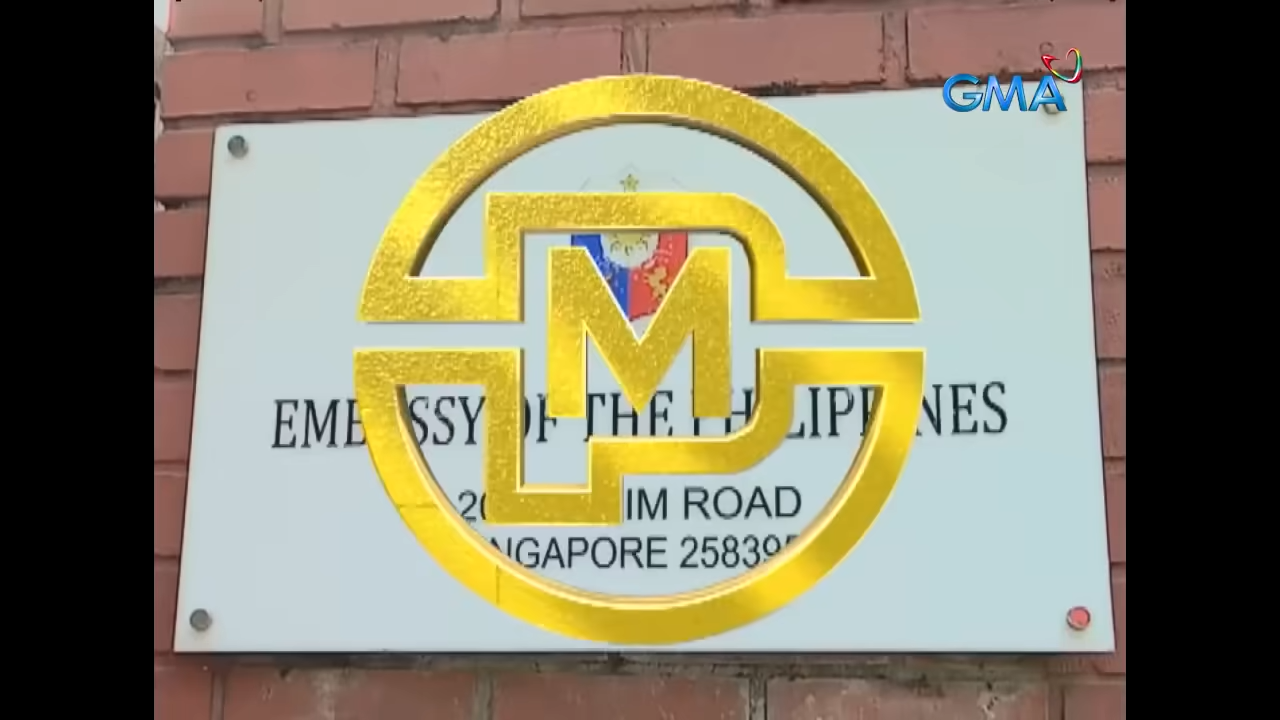 GMA
M
EMBASSY OF THE PHILIPPINES
IM ROAD
NGAPORE 25839